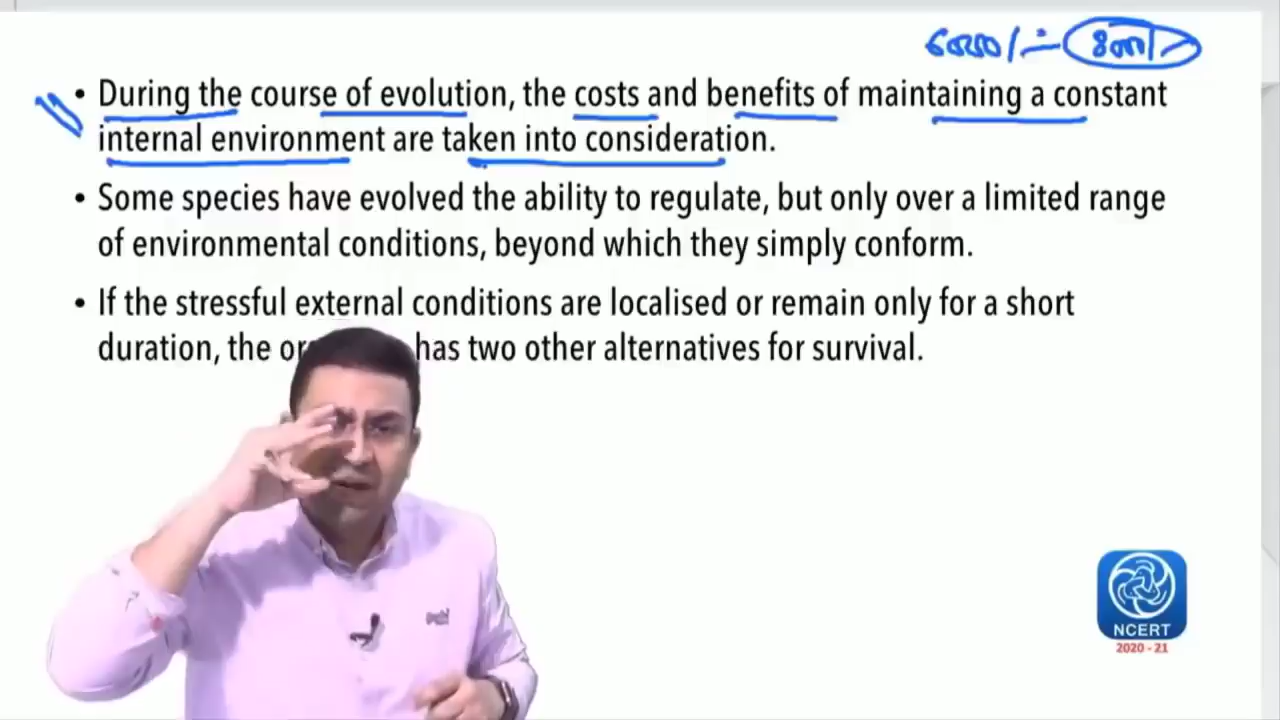 • During the course of evolution, the costs and benefits of maintaining a constant
internal environment are taken into consideration.
• Some species have evolved the ability to regulate, but only over a limited range
of environmental conditions, beyond which they simply conform.
• If the stressful external conditions are localised or remain only for a short
duration, the or has two other alternatives for survival.
NCERT
2020 - 21